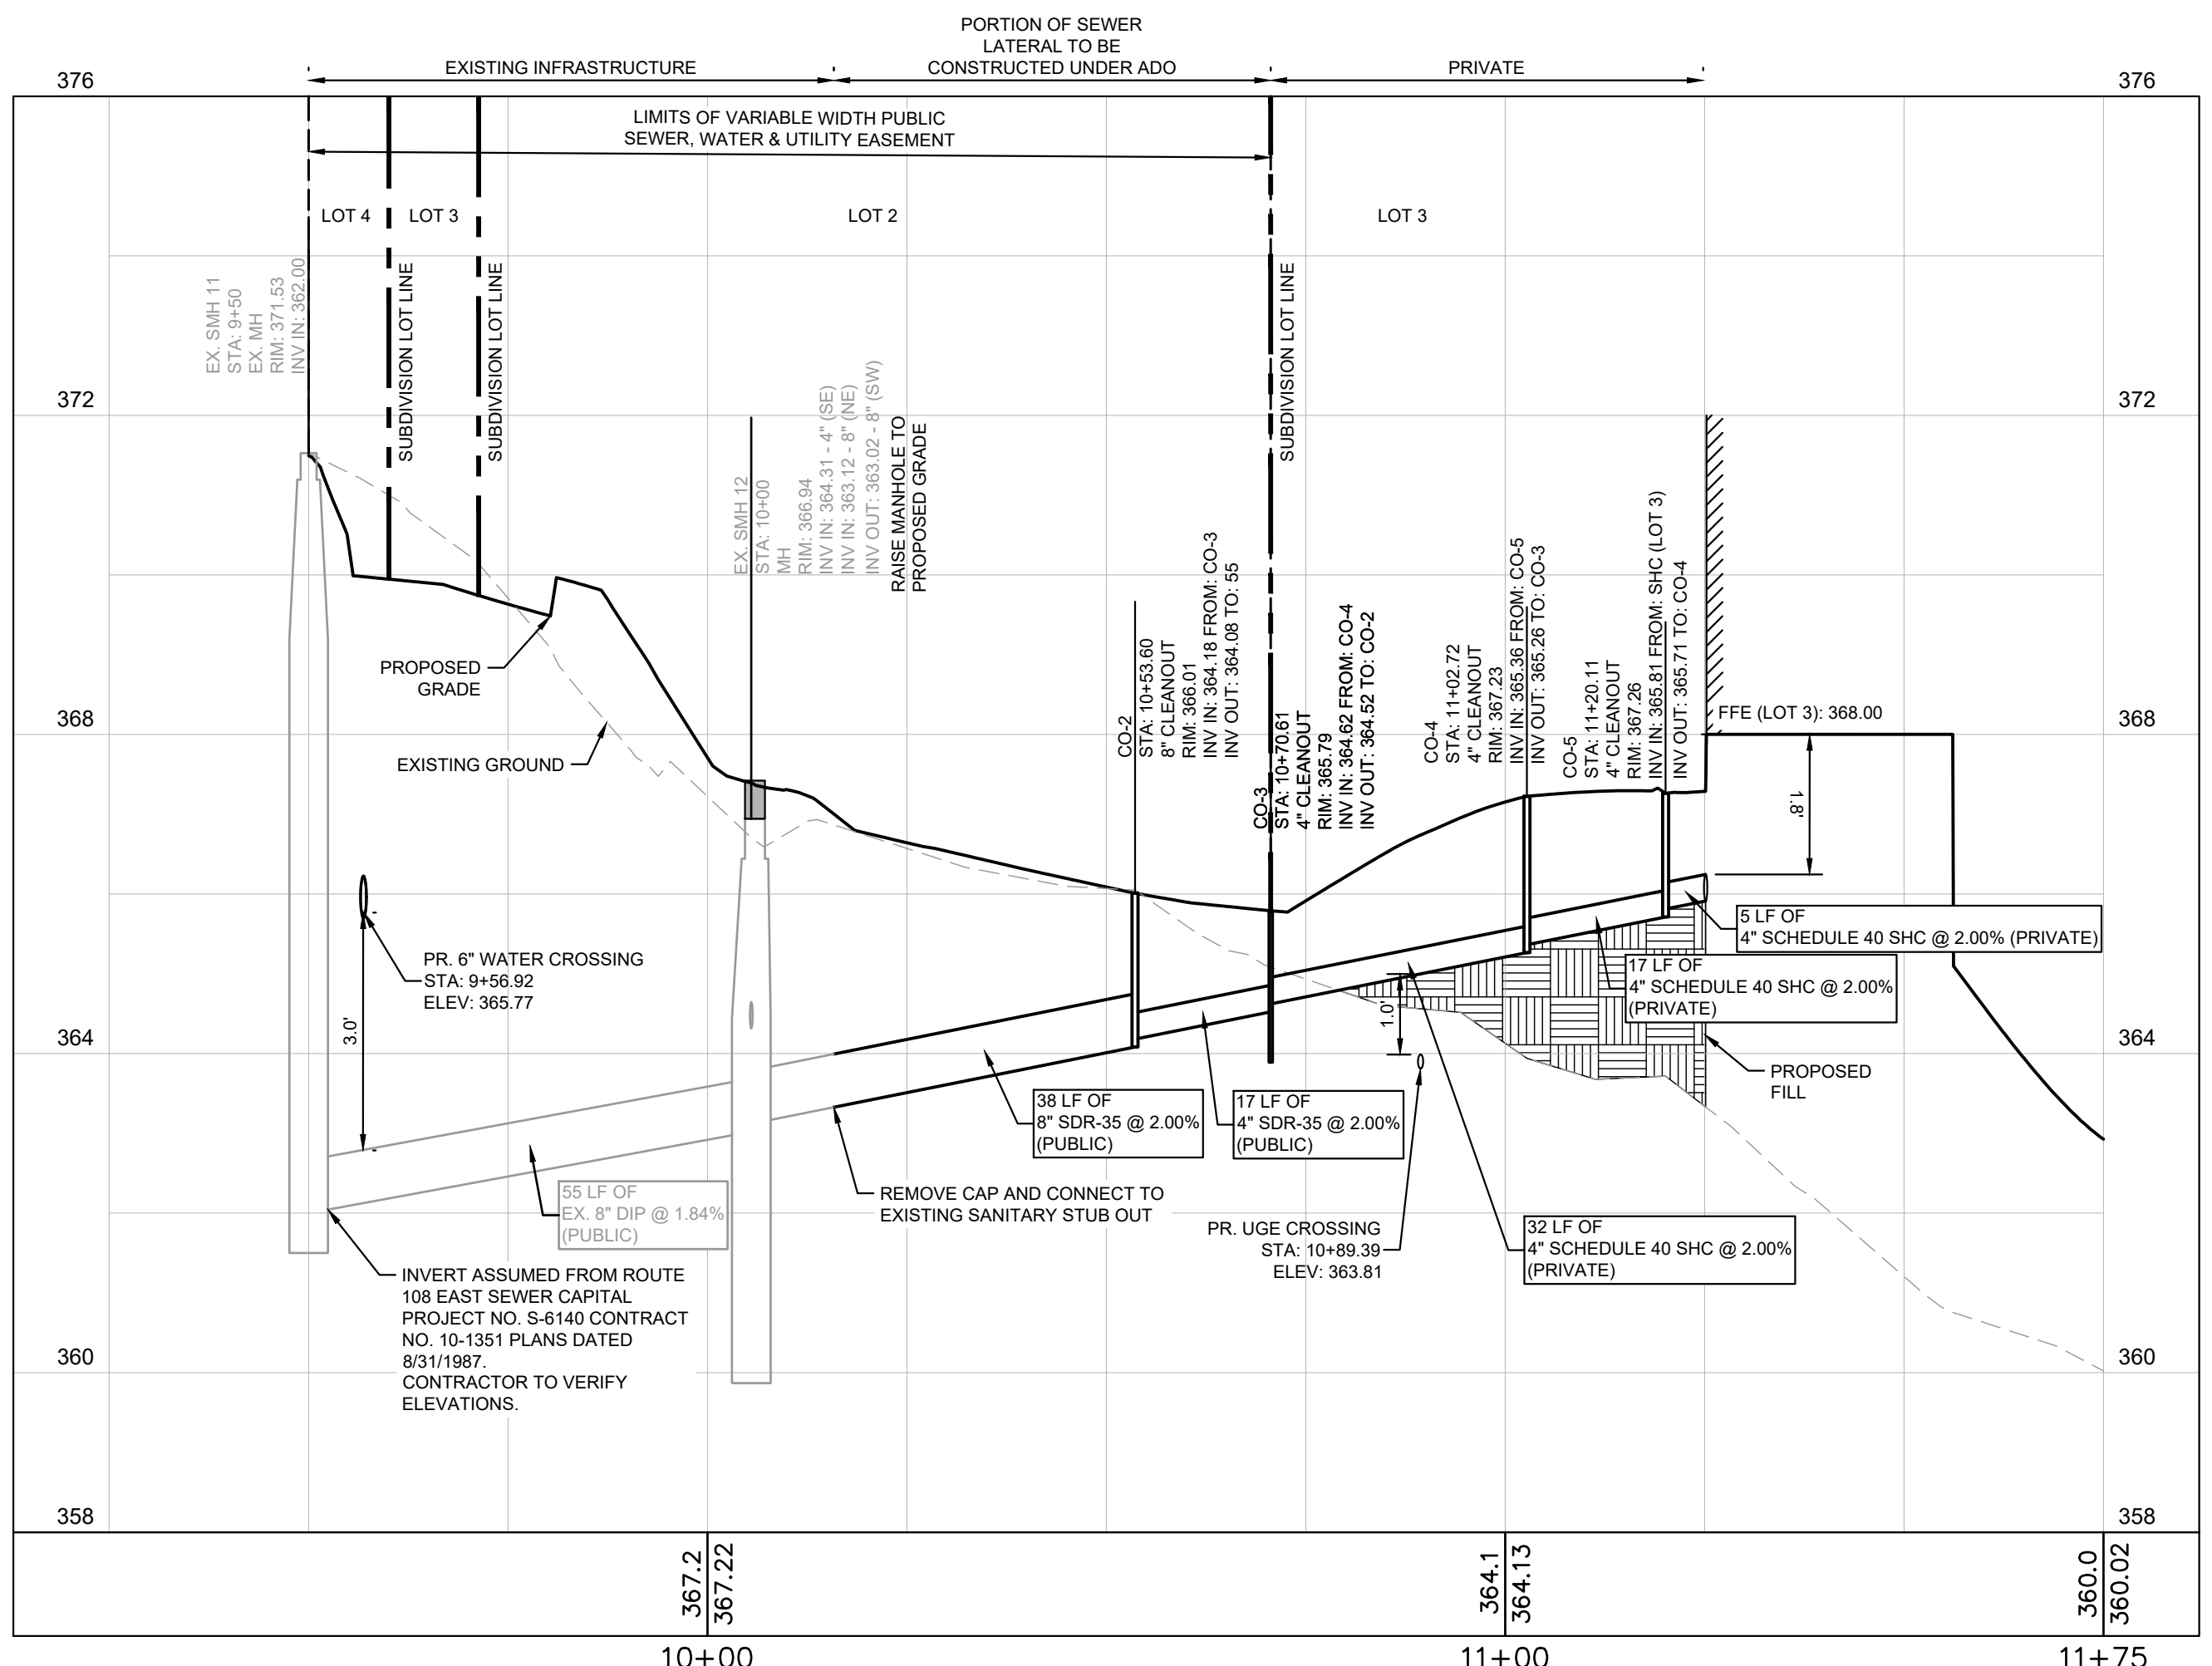 PORTION OF SEWER
LATERAL TO BE
CONSTRUCTED UNDER ADO
EXISTING INFRASTRUCTURE
PRIVATE
376
376
LIMITS OF VARIABLE WIDTH PUBLIC
SEWER, WATER & UTILITY EASEMENT
LOT 4
LOT 3
LOT 2
LOT 3
EX. SMH 11
STA: 9+50
EX. MH
RIM: 371.53
INV IN: 362.00
SUBDIVISION LOT LINE
SUBDIVISION LOT LINE
SUBDIVISION LOT LINE
372
372
EX. SMH 12
STA: 10+00
MH
RIM: 366.94
INV IN: 364.31 - 4" (SE)
INV IN: 363.12 - 8" (NE)
INV OUT: 363.02 - 8" (SW)
RAISE MANHOLE TO
PROPOSED GRADE
CO-2
STA: 10+53.60
8" CLEANOUT
RIM: 366.01
INV IN: 364.18 FROM: CO-3
INV OUT: 364.08 TO: 55
CO-3
STA: 10+70.61
4" CLEANOUT
RIM: 365.79
INV IN: 364.62 FROM: CO-4
INV OUT: 364.52 TO: CO-2
CO-4
STA: 11+02.72
4" CLEANOUT
RIM: 367.23
INV IN: 365.36 FROM: CO-5
INV OUT: 365.26 TO: CO-3
CO-5
STA: 11+20.11
4" CLEANOUT
RIM: 367.26
INV IN: 365.81 FROM: SHC (LOT 3)
INV OUT: 365.71 TO: CO-4
PROPOSED
GRADE
EXISTING GROUND
368
FFE (LOT 3): 368.00
368
1.8'
5 LF OF
4" SCHEDULE 40 SHC @ 2.00% (PRIVATE)
PR. 6" WATER CROSSING
STA: 9+56.92
ELEV: 365.77
3.0'
17 LF OF
4" SCHEDULE 40 SHC @ 2.00%
(PRIVATE)
1.0'
364
364
PROPOSED
FILL
38 LF OF
8" SDR-35 @ 2.00%
(PUBLIC)
17 LF OF
4" SDR-35 @ 2.00%
(PUBLIC)
55 LF OF
EX. 8" DIP @ 1.84%
(PUBLIC)
REMOVE CAP AND CONNECT TO
EXISTING SANITARY STUB OUT
PR. UGE CROSSING
STA: 10+89.39
ELEV: 363.81
32 LF OF
4" SCHEDULE 40 SHC @ 2.00%
(PRIVATE)
INVERT ASSUMED FROM ROUTE
108 EAST SEWER CAPITAL
PROJECT NO. S-6140 CONTRACT
NO. 10-1351 PLANS DATED
8/31/1987.
CONTRACTOR TO VERIFY
ELEVATIONS.
360
360
358
358
367.2
367.22
364.1
364.13
360.0
360.02
10+00
11+00
11+75